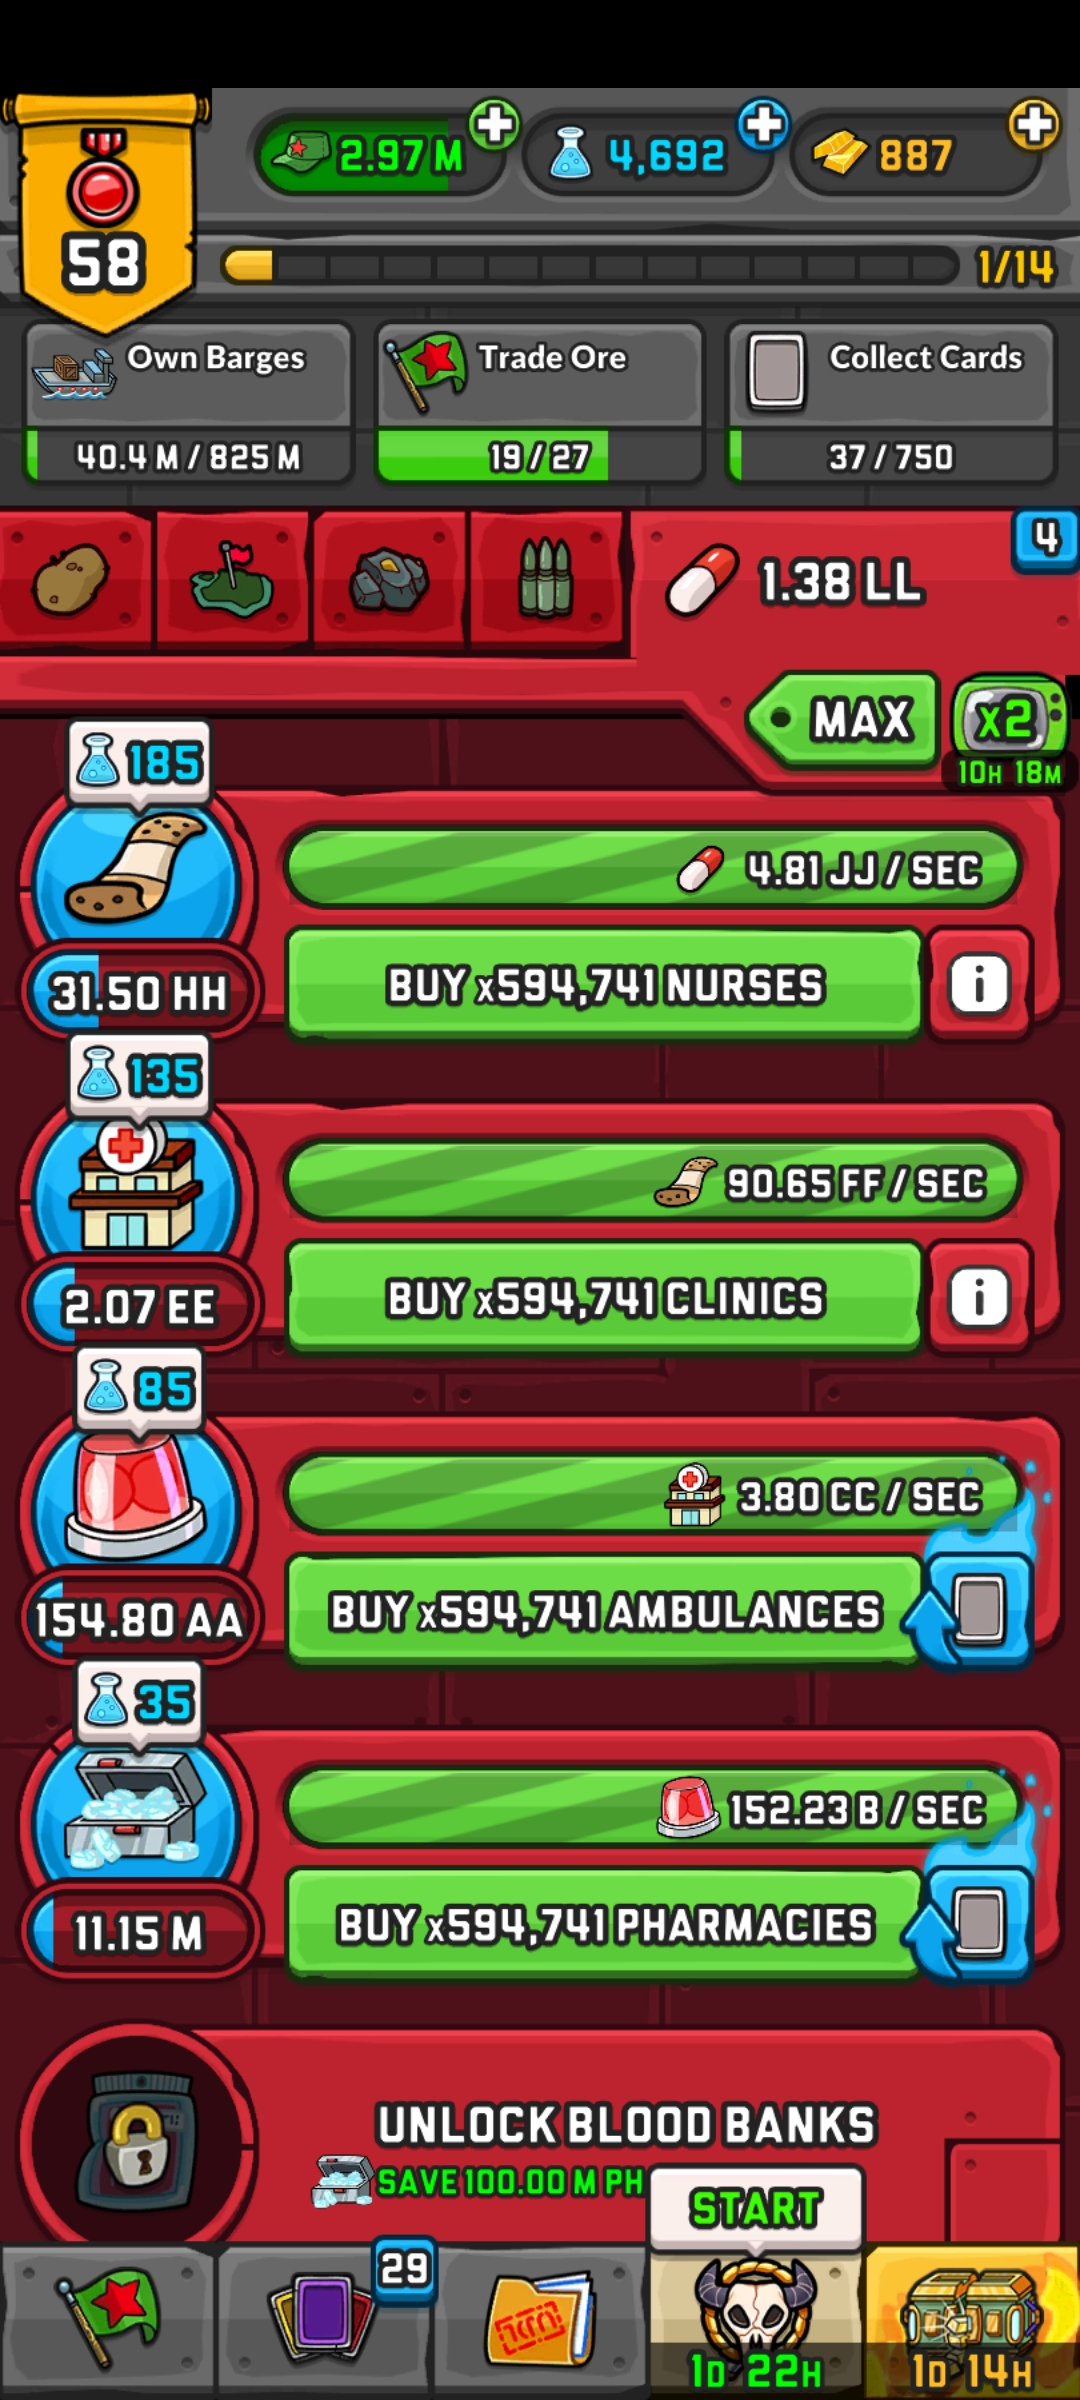 58
2.97 M
4,692
887
1/14
Own Barges
40.4 M / 825 M
Trade Ore
19 / 27
Collect Cards
37 / 750
1.38 LL
4
MAX
x2
10H 18M
185
4.81 JJ / SEC
31.50 HH
BUY x594,741 NURSES
i
135
90.65 FF / SEC
2.07 EE
BUY x594,741 CLINICS
i
85
3.80 CC / SEC
154.80 AA
BUY x594,741 AMBULANCES
35
152.23 B / SEC
11.15 M
BUY x594,741 PHARMACIES
UNLOCK BLOOD BANKS
SAVE 100.00 M PH
START
29
1D 22H
1D 14H